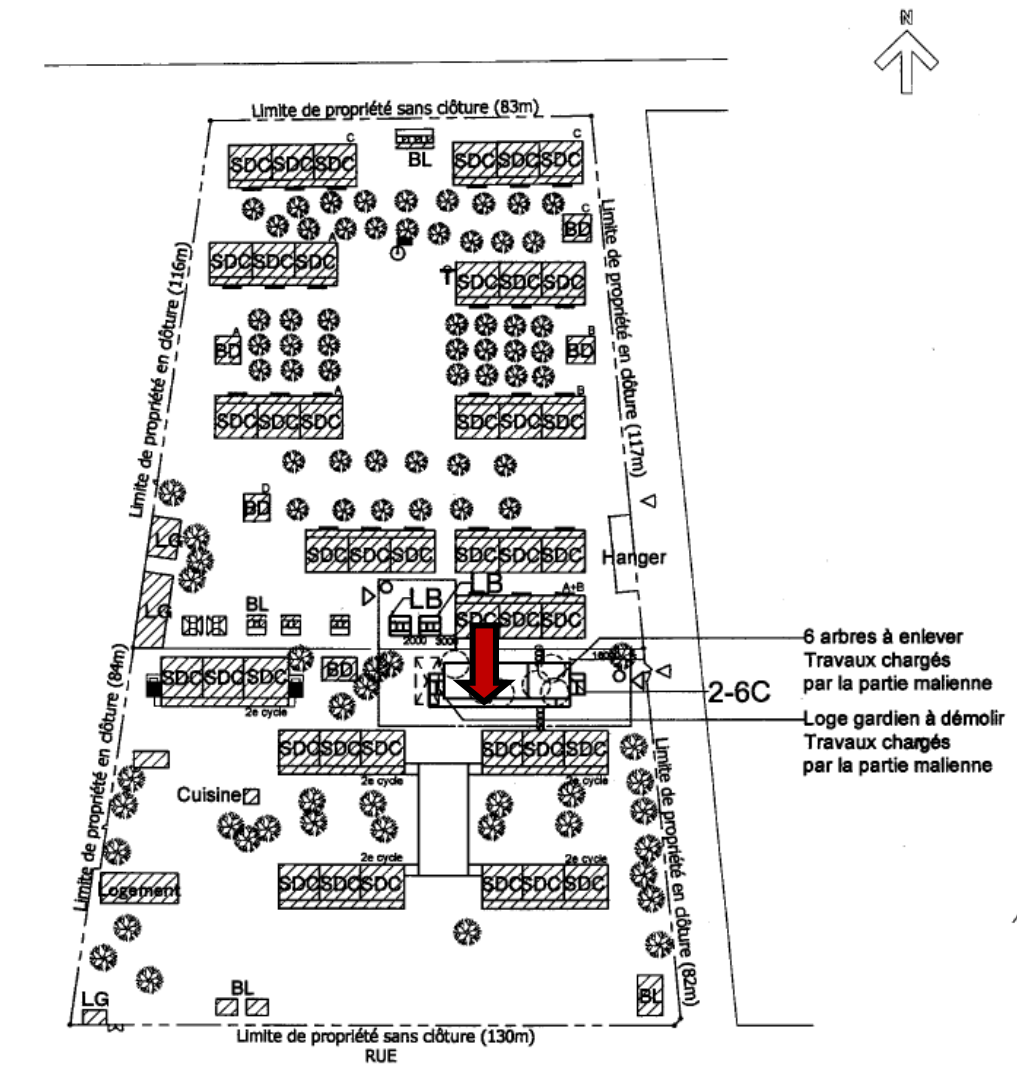 N
Limite de propriété sans clôture (83m)
C
C
SDC SDC SDC
BL
SDC SDC SDC
C
BD
A
SDC SDC SDC
SDC SDC SDC
Limite de propriété en clôture (116m)
Limite de propriété en clôture (117m)
A
BD
B
BD
A
SDC SDC SDC
B
SDC SDC SDC
D
BD
LG
SDC SDC SDC
SDC SDC SDC
Hanger
LB
LB
A+B
SDC SDC SDC
LG
BL
2000
6 arbres à enlever
Travaux chargés
par la partie malienne
2-6C
Loge gardien à démolir
Travaux chargés
par la partie malienne
SDC SDC SDC
BD
2e cycle
Limite de propriété en clôture (84m)
SDC SDC SDC
SDC SDC SDC
2e cycle
2e cycle
Cuisine
Limite de propriété en clôture (82m)
2e cycle
2e cycle
SDC SDC SDC
SDC SDC SDC
Logement
LG
BL
BL
Limite de propriété sans clôture (130m)
RUE